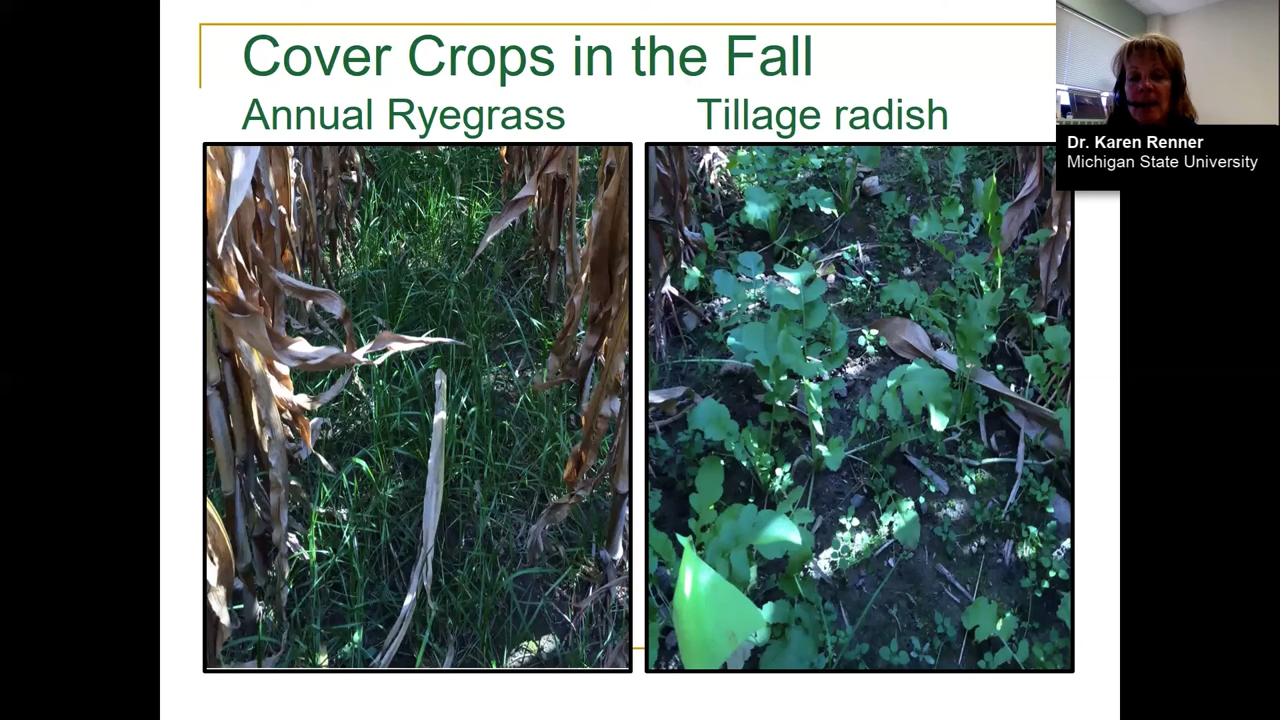 Cover Crops in the Fall
Annual Ryegrass
Tillage radish
Dr. Karen Renner
Michigan State University